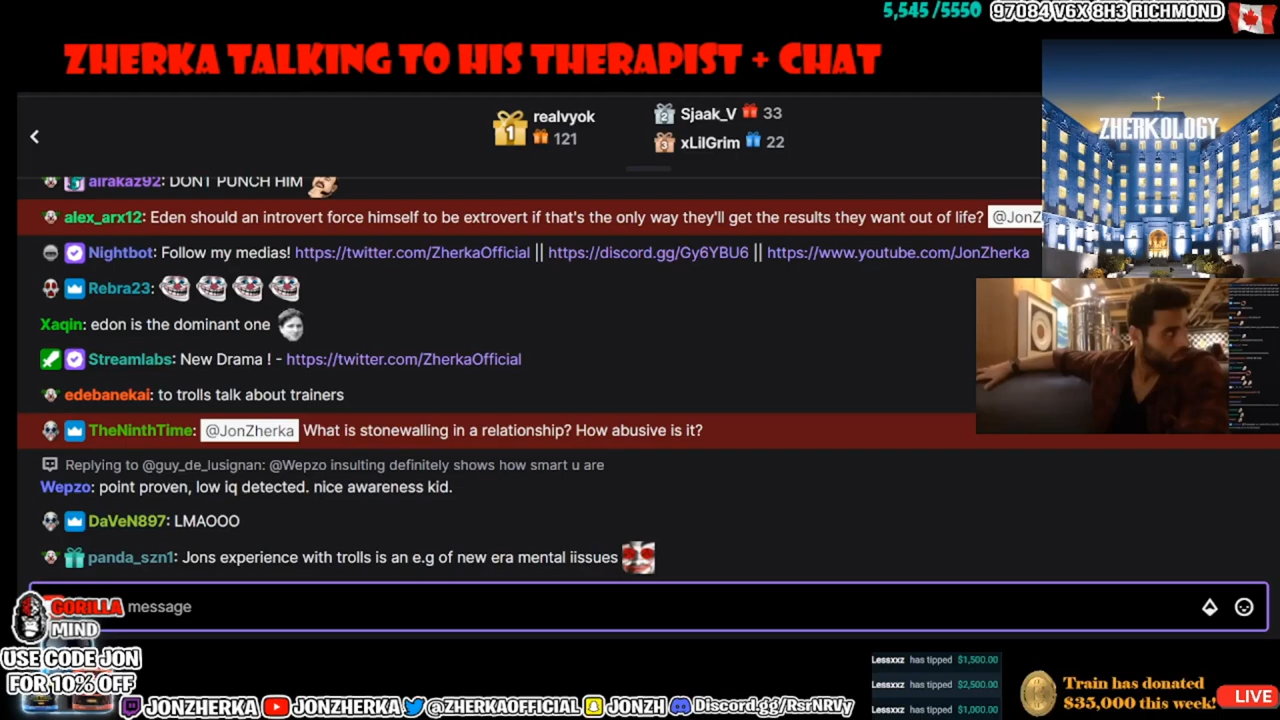 5,545 /5550
97084 V6X 8H3 RICHMOND
ZHERKA TALKING TO HIS THERAPIST + CHAT
1 realvyok 121
2 Sjaak_V 33
3 xLilGrim 22
ZHERKOLOGY
airakaz92: DONT PUNCH HIM
alex_arx12: Eden should an introvert force himself to be extrovert if that's the only way they'll get the results they want out of life? @JonZ
Nightbot: Follow my medias! https://twitter.com/ZherkaOfficial || https://discord.gg/Gy6YBU6 || https://www.youtube.com/JonZherka
Rebra23:
Xaqin: edon is the dominant one
Streamlabs: New Drama ! - https://twitter.com/ZherkaOfficial
edebanekai: to trolls talk about trainers
TheNinthTime: @JonZherka What is stonewalling in a relationship? How abusive is it?
Replying to @guy_de_lusignan: @Wepzo insulting definitely shows how smart u are
Wepzo: point proven, low iq detected. nice awareness kid.
DaVeN897: LMAOOO
panda_szn1: Jons experience with trolls is an e.g of new era mental iissues
message
GORILLA
MIND
USE CODE JON
FOR 10% OFF
Lessxxz has tipped $1,500.00
Lessxxz has tipped $2,500.00
Lessxxz has tipped $1,000.00
Train has donated
$35,000 this week!
LIVE
JONZHERKA JONZHERKA @ZHERKAOFFICIAL JONZH Discord.gg/RsrNRVy